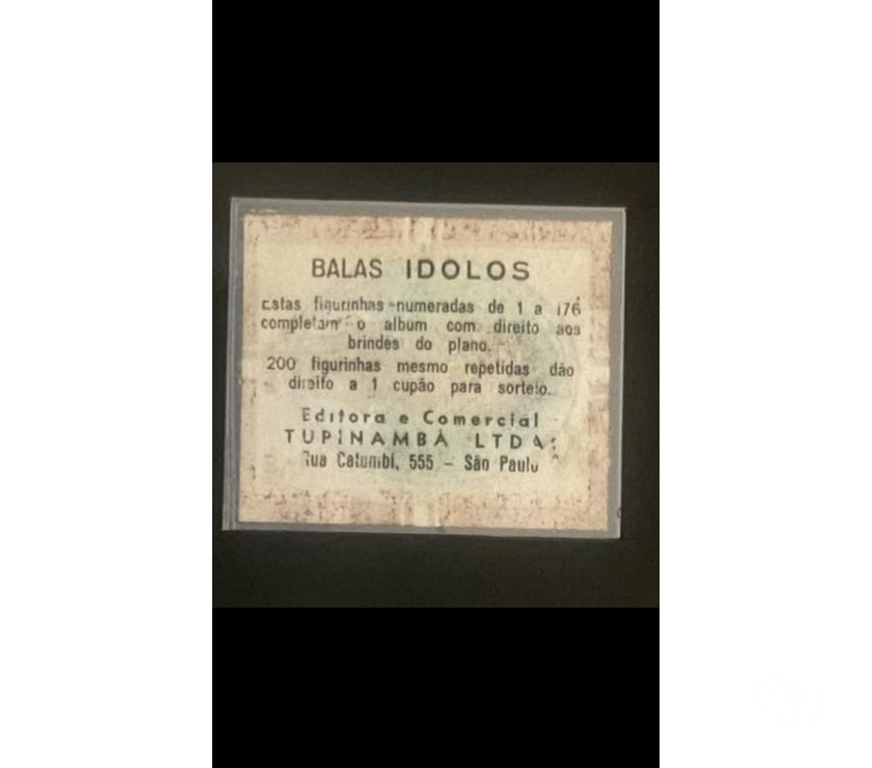 BALAS IDOLOS
Estas figurinhas numeradas de 1 a 176
completam o album com direito aos
brindes do plano.
200 figurinhas mesmo repetidas dão
direito a 1 cupão para sorteio.
Editora e Comercial
TUPINAMBÁ LTDA.
Rua Catumbi, 555 - São Paulo